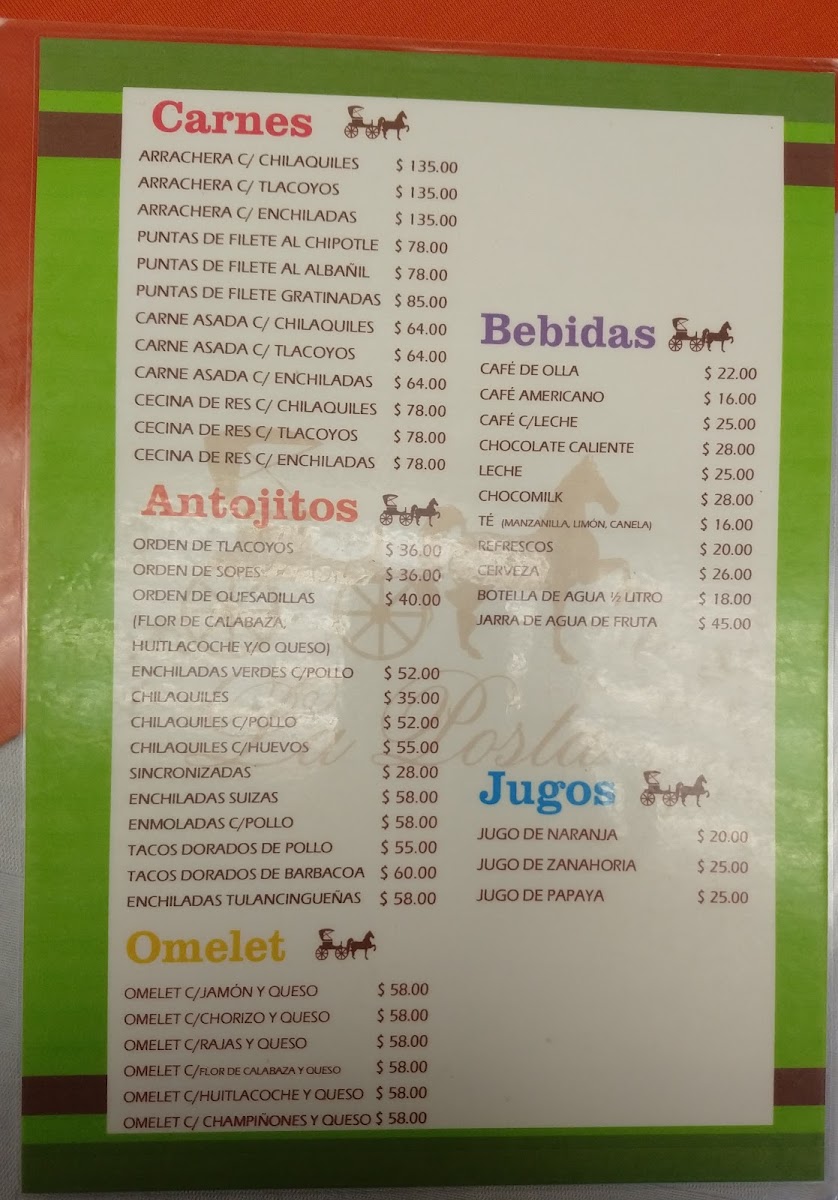 Carnes
ARRACHERA C/ CHILAQUILES $ 135.00
ARRACHERA C/ TLACOYOS $ 135.00
ARRACHERA C/ ENCHILADAS $ 135.00
PUNTAS DE FILETE AL CHIPOTLE $ 78.00
PUNTAS DE FILETE AL ALBAÑIL $ 78.00
PUNTAS DE FILETE GRATINADAS $ 85.00
CARNE ASADA C/ CHILAQUILES $ 64.00
CARNE ASADA C/ TLACOYOS $ 64.00
CARNE ASADA C/ ENCHILADAS $ 64.00
CECINA DE RES C/ CHILAQUILES $ 78.00
CECINA DE RES C/ TLACOYOS $ 78.00
CECINA DE RES C/ ENCHILADAS $ 78.00
Antojitos
ORDEN DE TLACOYOS $ 36.00
ORDEN DE SOPES $ 36.00
ORDEN DE QUESADILLAS $ 40.00
(FLOR DE CALABAZA,
HUITLACOCHE Y/O QUESO)
ENCHILADAS VERDES C/POLLO $ 52.00
CHILAQUILES $ 35.00
CHILAQUILES C/POLLO $ 52.00
CHILAQUILES C/HUEVOS $ 55.00
SINCRONIZADAS $ 28.00
ENCHILADAS SUIZAS $ 58.00
ENMOLADAS C/POLLO $ 58.00
TACOS DORADOS DE POLLO $ 55.00
TACOS DORADOS DE BARBACOA $ 60.00
ENCHILADAS TULANCINGUEÑAS $ 58.00
Omelet
OMELET C/JAMÓN Y QUESO $ 58.00
OMELET C/CHORIZO Y QUESO $ 58.00
OMELET C/RAJAS Y QUESO $ 58.00
OMELET C/FLOR DE CALABAZA Y QUESO $ 58.00
OMELET C/HUITLACOCHE Y QUESO $ 58.00
OMELET C/ CHAMPIÑONES Y QUESO $ 58.00
Bebidas
CAFÉ DE OLLA $ 22.00
CAFÉ AMERICANO $ 16.00
CAFÉ C/LECHE $ 25.00
CHOCOLATE CALIENTE $ 28.00
LECHE $ 25.00
CHOCOMILK $ 28.00
TÉ (MANZANILLA, LIMÓN, CANELA) $ 16.00
REFRESCOS $ 20.00
CERVEZA $ 26.00
BOTELLA DE AGUA ½ LITRO $ 18.00
JARRA DE AGUA DE FRUTA $ 45.00
La Posta
Jugos
JUGO DE NARANJA $ 20.00
JUGO DE ZANAHORIA $ 25.00
JUGO DE PAPAYA $ 25.00